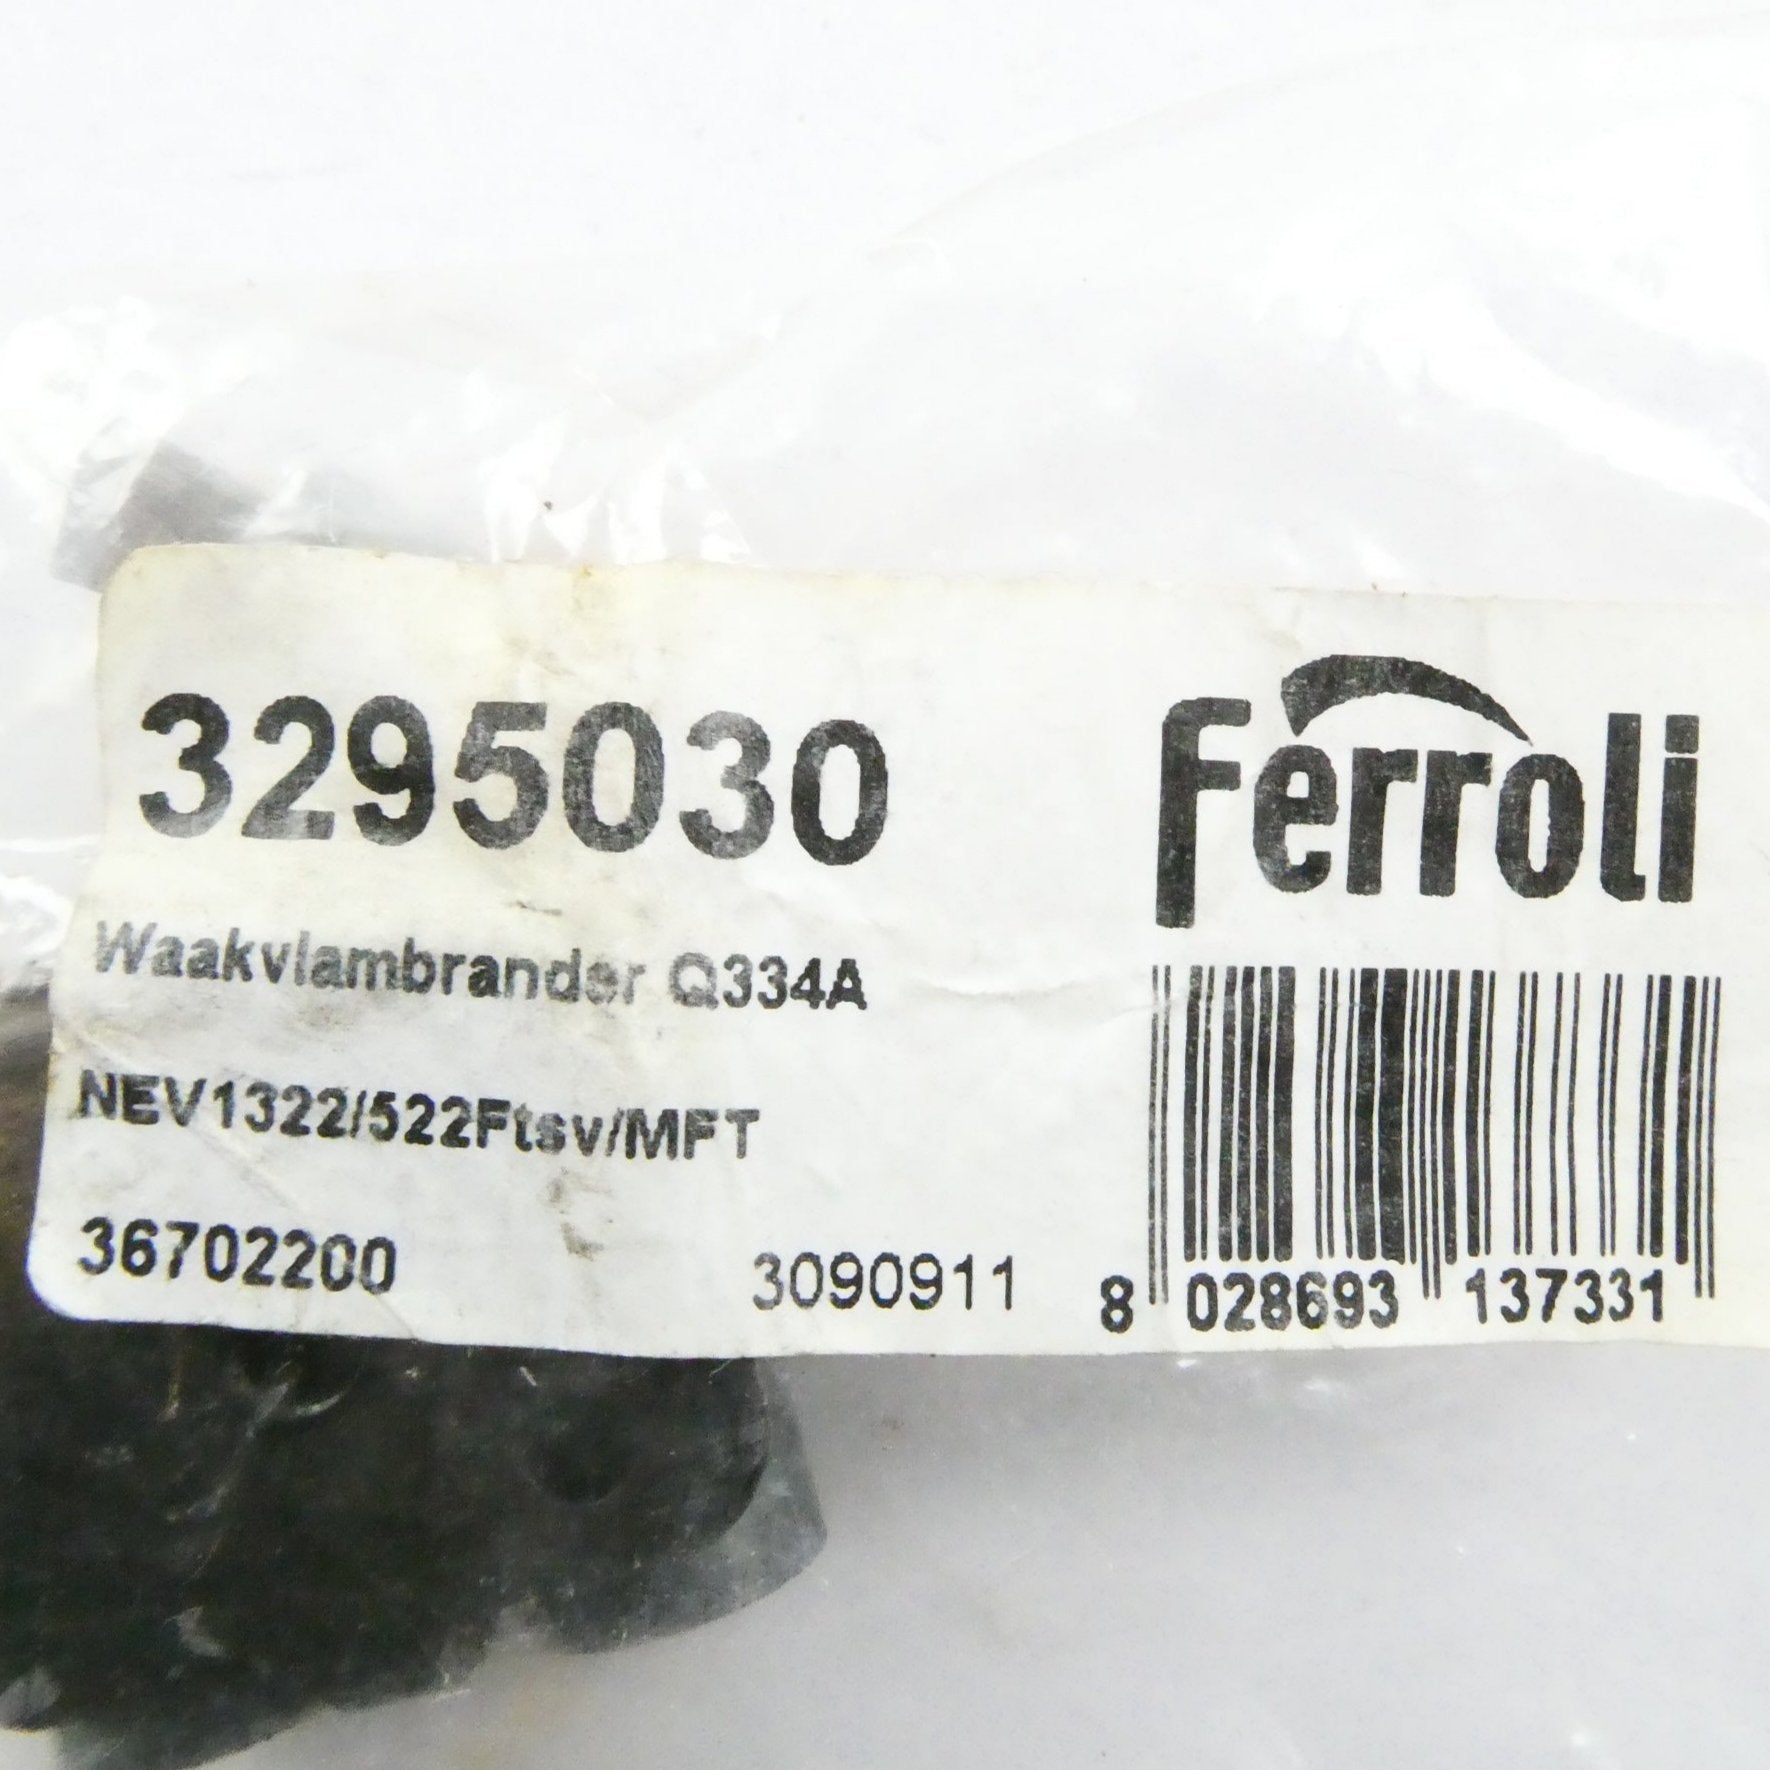 3295030
Ferroli
Waakvlambrander Q334A
NEV1322/522Ftsv/MFT
36702200
3090911
8 028693 137331